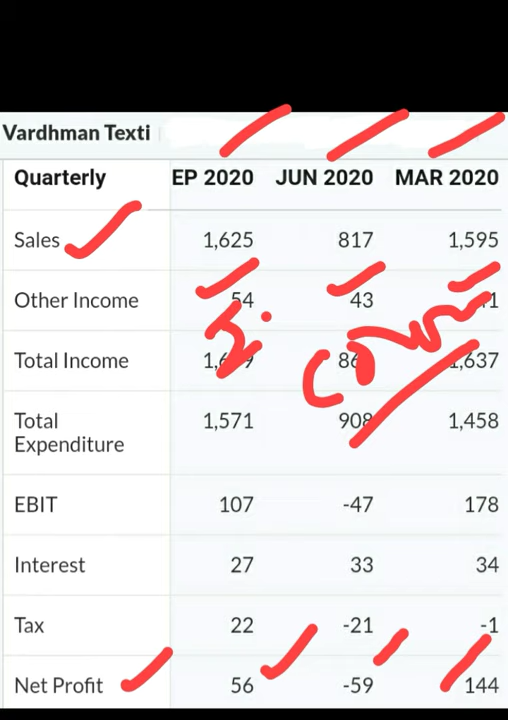 Vardhman Texti
Quarterly EP 2020 JUN 2020 MAR 2020
Sales 1,625 817 1,595
Other Income 54 43
Total Income 1,637
Total Expenditure 1,571 908 1,458
EBIT 107 -47 178
Interest 27 33 34
Tax 22 -21 -1
Net Profit 56 -59 144